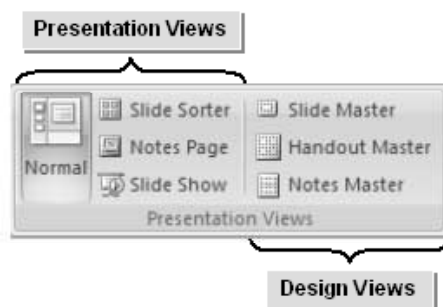 Presentation Views
Normal
Slide Sorter
Notes Page
Slide Show
Slide Master
Handout Master
Notes Master
Presentation Views
Design Views